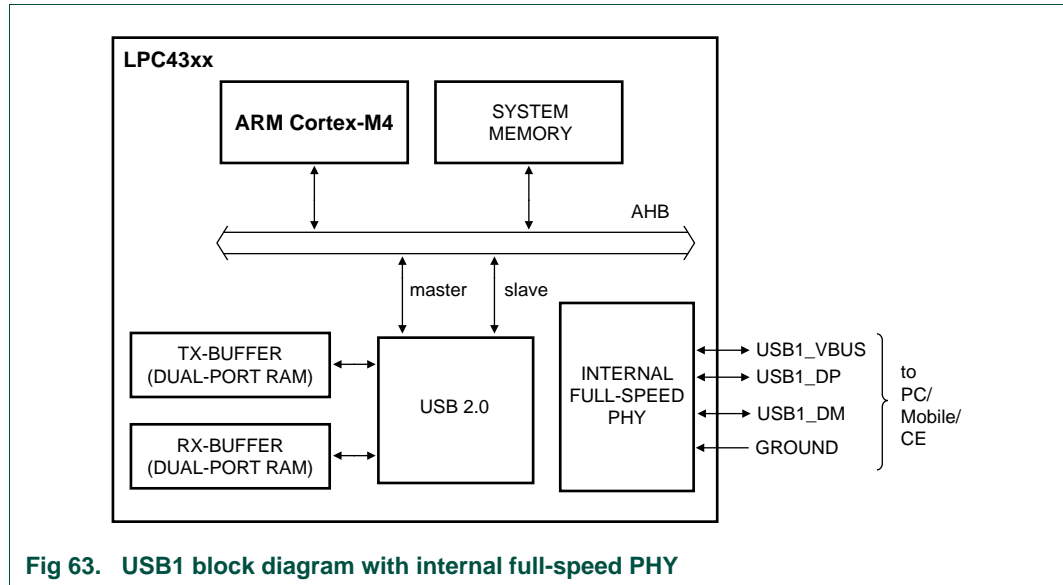 LPC43xx
ARM Cortex-M4
SYSTEM
MEMORY
AHB
master
slave
TX-BUFFER
(DUAL-PORT RAM)
RX-BUFFER
(DUAL-PORT RAM)
USB 2.0
INTERNAL
FULL-SPEED
PHY
USB1_VBUS
USB1_DP
USB1_DM
GROUND
to
PC/
Mobile/
CE
Fig 63. USB1 block diagram with internal full-speed PHY